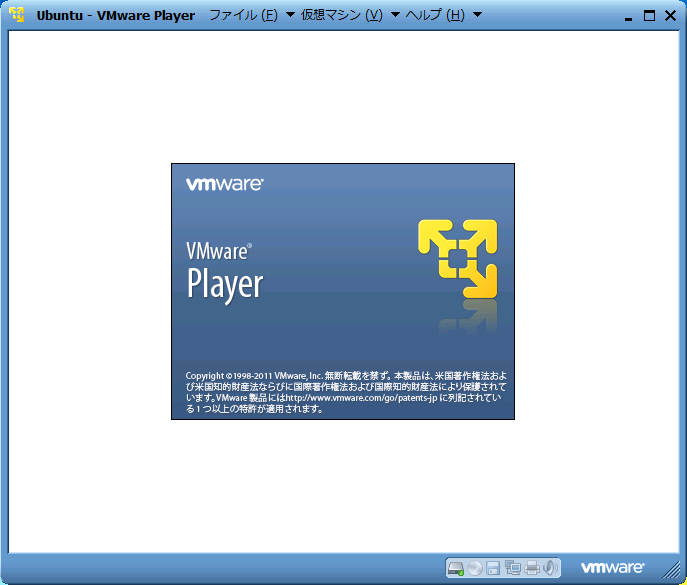 Ubuntu - VMware Player ファイル (F) 仮想マシン (V) ヘルプ (H)
vmware®
VMware®
Player
Copyright ©1998-2011 VMware, Inc. 無断転載を禁ず。本製品は、米国著作権法およ
び米国知的財産法ならびに国際著作権法および国際知的財産法により保護されて
います。VMware 製品にはhttp://www.vmware.com/go/patents-jp に列記されてい
る 1 つ以上の特許が適用されます。
vmware®